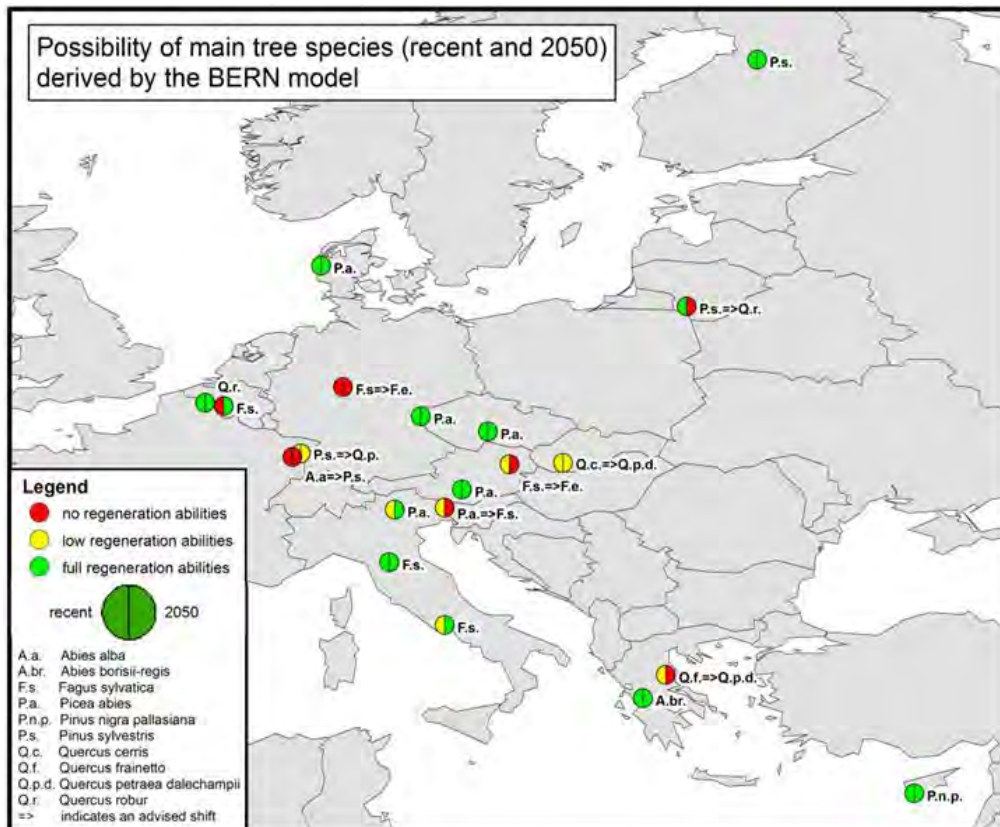 Possibility of main tree species (recent and 2050)
derived by the BERN model
P.s.
P.a.
P.s.=>Q.r.
Q.r.
F.s.
F.s=>F.e.
P.a.
P.a.
P.s.=>Q.p.
A.a=>P.s.
Q.c.=>Q.p.d.
F.s.=>F.e.
P.a.
P.a.
P.a.=>F.s.
F.s.
F.s.
Q.f.=>Q.p.d.
A.br.
P.n.p.
Legend
no regeneration abilities
low regeneration abilities
full regeneration abilities
recent 2050
A.a. Abies alba
A.br. Abies borisii-regis
F.s. Fagus sylvatica
P.a. Picea abies
P.n.p. Pinus nigra pallasiana
P.s. Pinus sylvestris
Q.c. Quercus cerris
Q.f. Quercus frainetto
Q.p.d. Quercus petraea dalechampii
Q.r. Quercus robur
=> indicates an advised shift